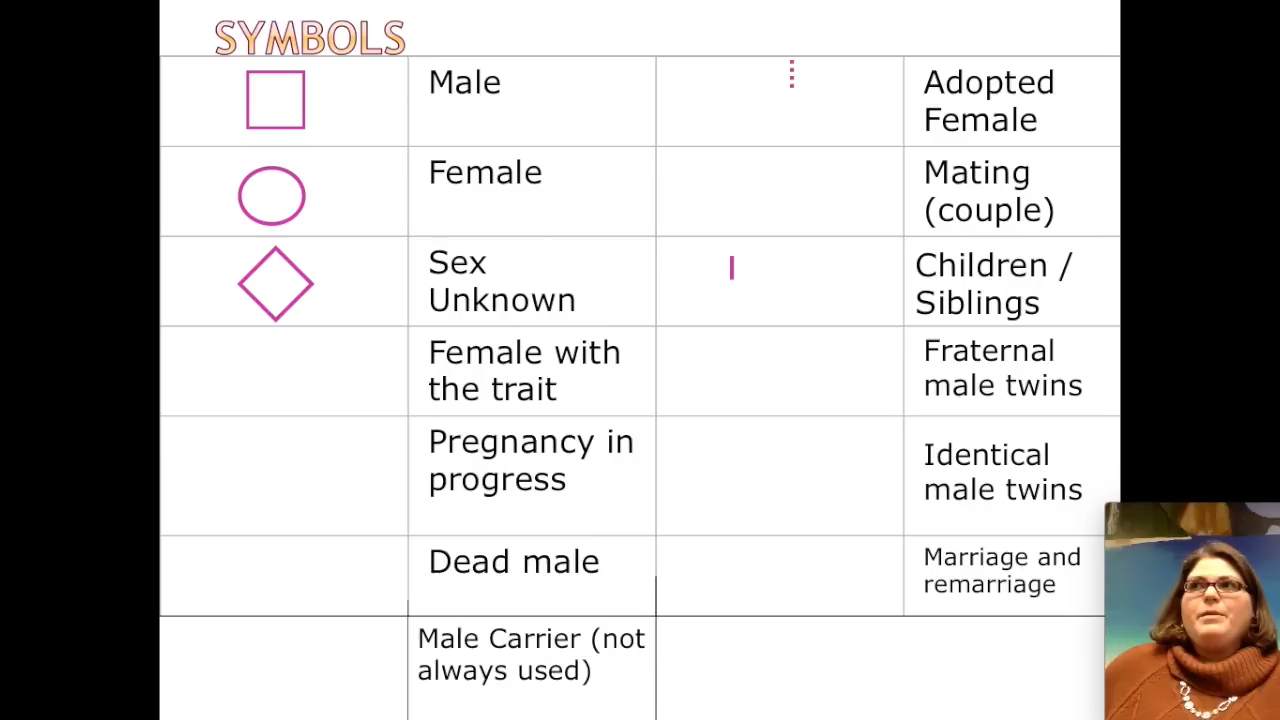 SYMBOLS
Male
Adopted
Female
Female
Mating
(couple)
Sex
Unknown
Children /
Siblings
Female with
the trait
Fraternal
male twins
Pregnancy in
progress
Identical
male twins
Dead male
Marriage and
remarriage
Male Carrier (not
always used)